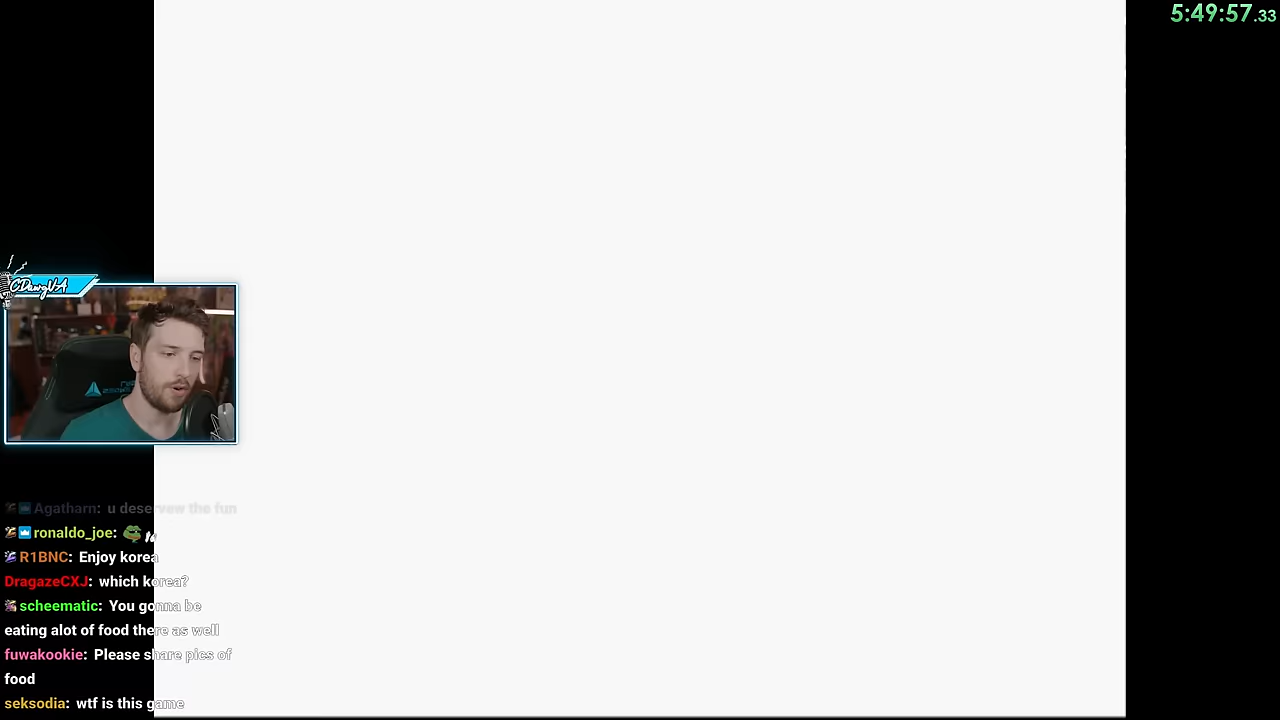 5:49:57.33
CDawgVA
Agatharn: u deservew the fun
ronaldo_joe:
R1BNC: Enjoy korea
DragazeCXJ: which korea?
scheematic: You gonna be
eating alot of food there as well
fuwakookie: Please share pics of
food
seksodia: wtf is this game